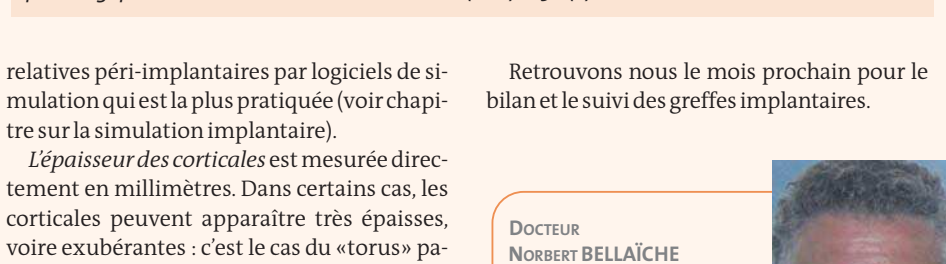 relatives péri-implantaires par logiciels de si-
mulation qui est la plus pratiquée (voir chapi-
tre sur la simulation implantaire).
L'épaisseur des corticales est mesurée direc-
tement en millimètres. Dans certains cas, les
corticales peuvent apparaître très épaisses,
voire exubérantes : c'est le cas du «torus» pa-
Retrouvons nous le mois prochain pour le
bilan et le suivi des greffes implantaires.
DOCTEUR
NORBERT BELLAÏCHE